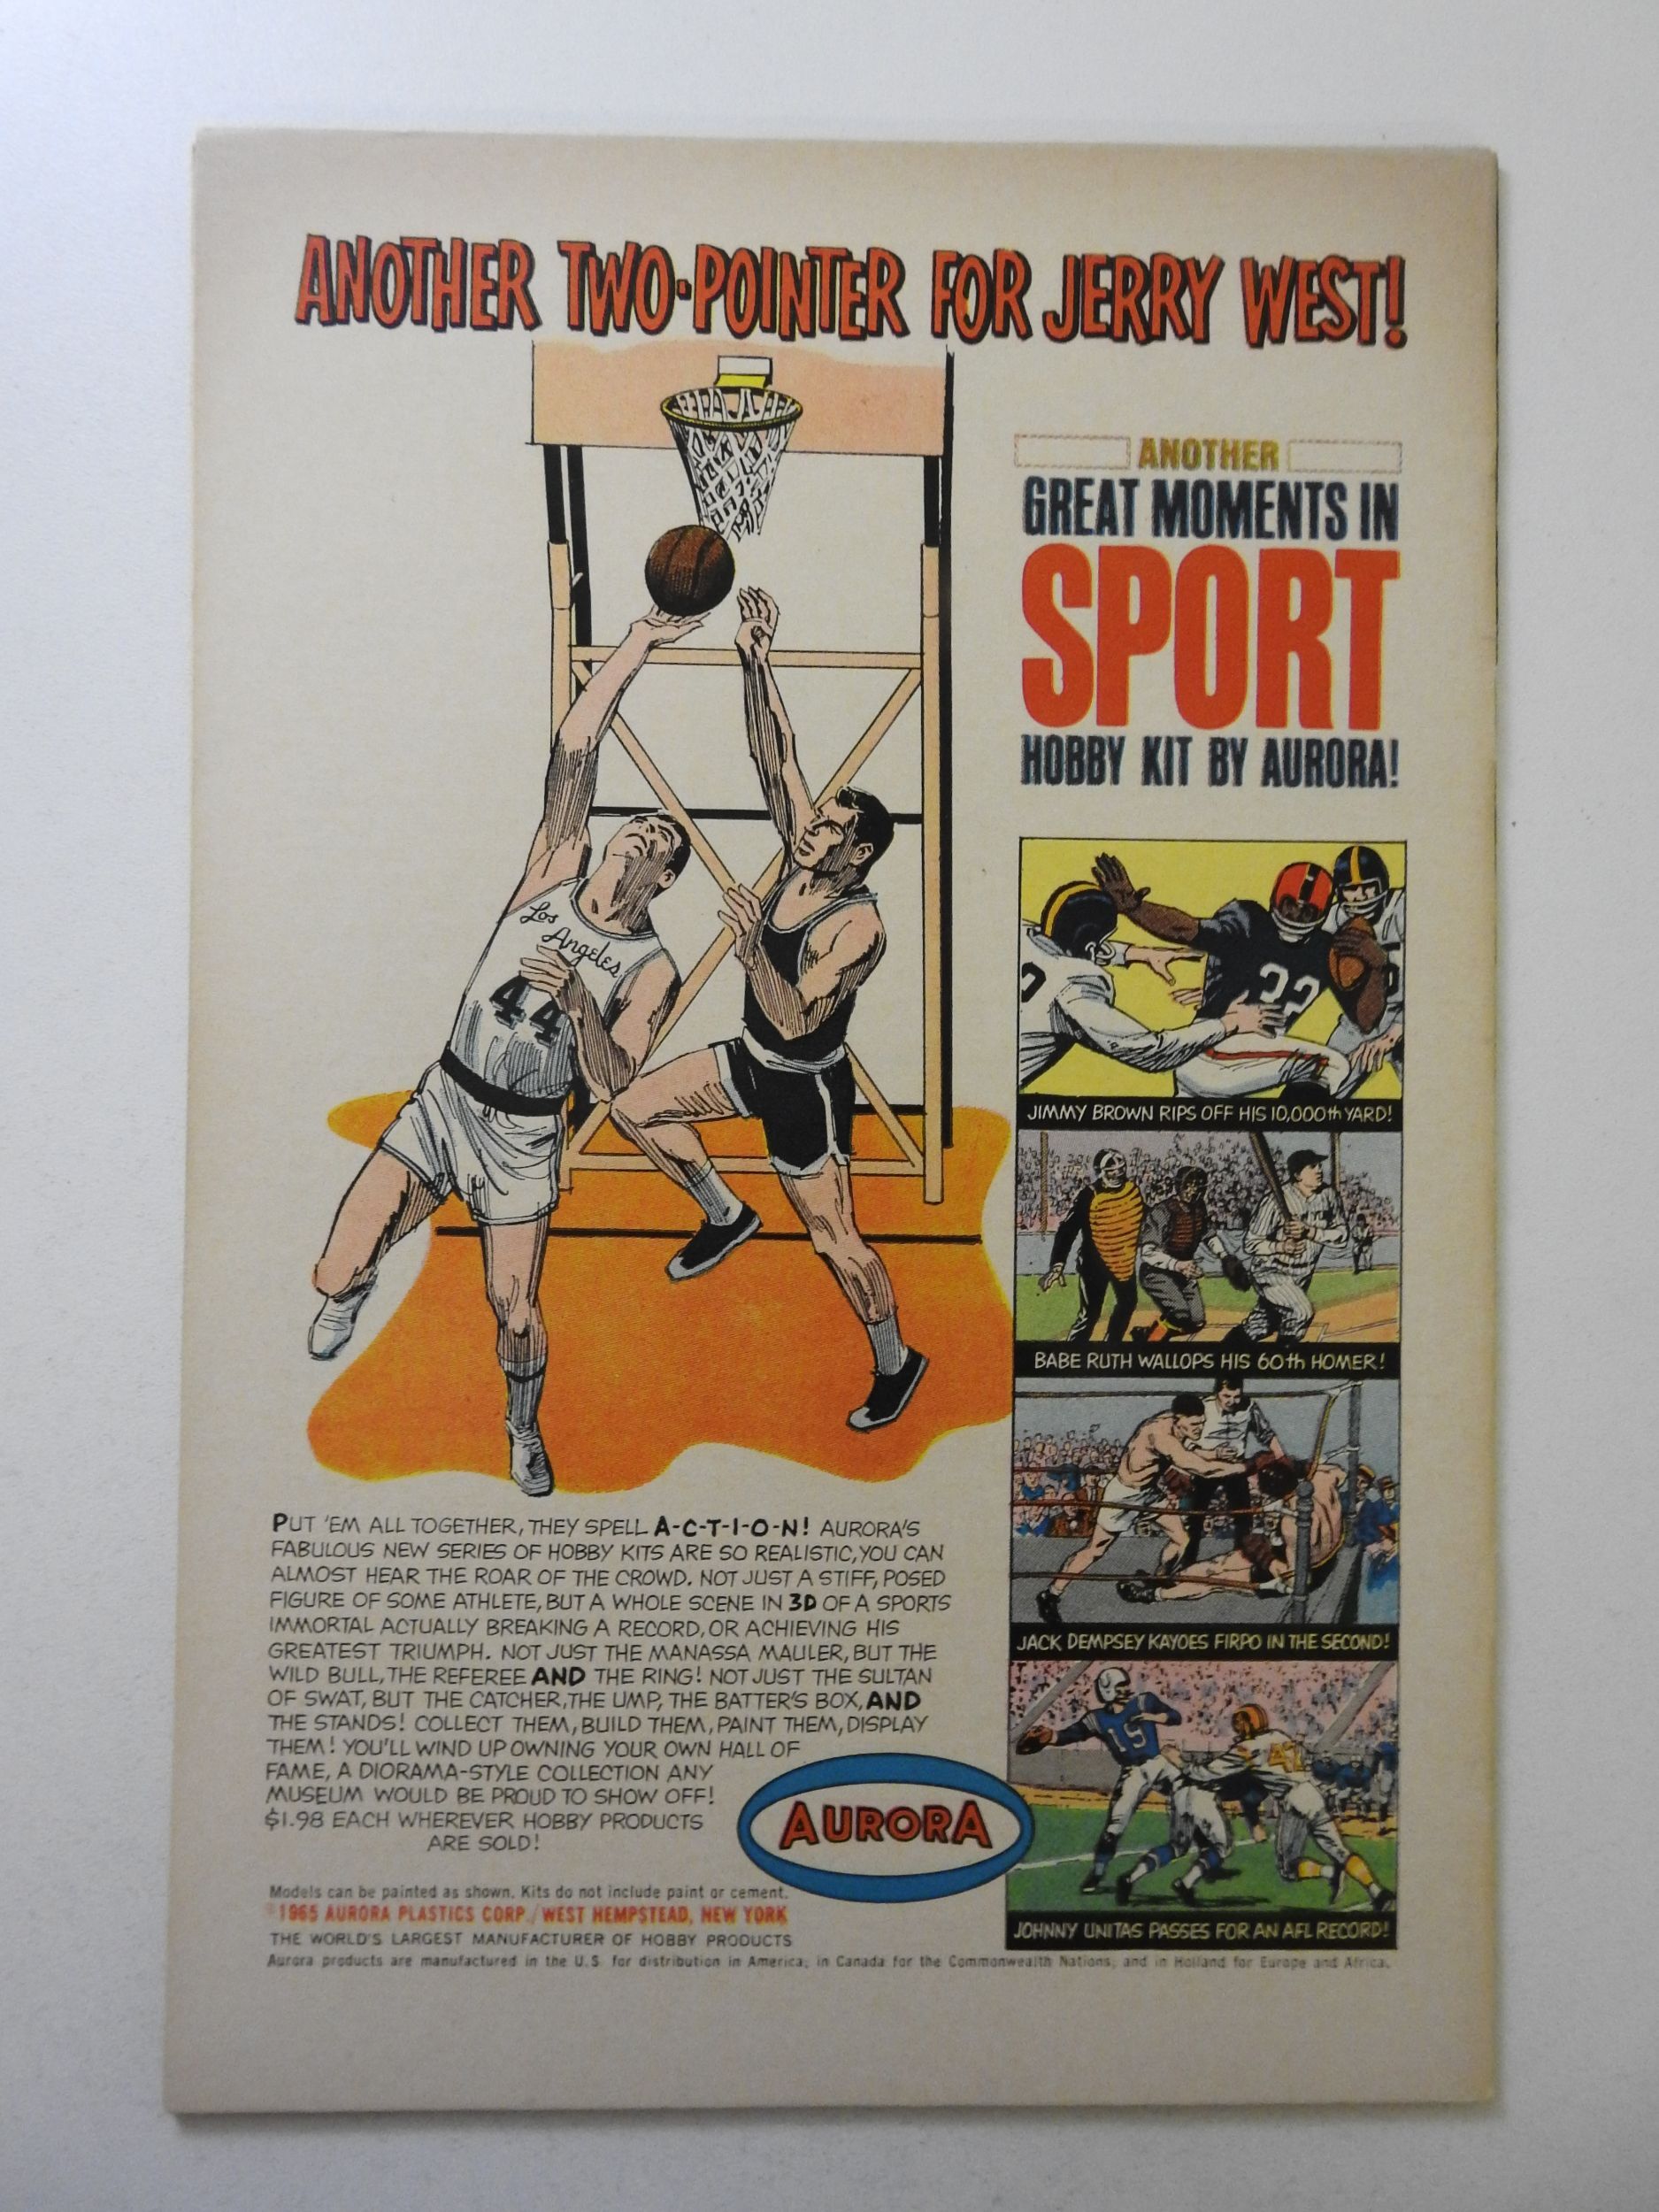 ANOTHER TWO-POINTER FOR JERRY WEST!
ANOTHER
GREAT MOMENTS IN
SPORT
HOBBY KIT BY AURORA!
Los
Angeles
44
32
JIMMY BROWN RIPS OFF HIS 10,000th YARD!
BABE RUTH WALLOPS HIS 60th HOMER!
JACK DEMPSEY KAYOES FIRPO IN THE SECOND!
19
JOHNNY UNITAS PASSES FOR AN AFL RECORD!
PUT 'EM ALL TOGETHER, THEY SPELL A-C-T-I-O-N! AURORA'S
FABULOUS NEW SERIES OF HOBBY KITS ARE SO REALISTIC, YOU CAN
ALMOST HEAR THE ROAR OF THE CROWD. NOT JUST A STIFF, POSED
FIGURE OF SOME ATHLETE, BUT A WHOLE SCENE IN 3D OF A SPORTS
IMMORTAL ACTUALLY BREAKING A RECORD, OR ACHIEVING HIS
GREATEST TRIUMPH. NOT JUST THE MANASSA MAULER, BUT THE
WILD BULL, THE REFEREE AND THE RING! NOT JUST THE SULTAN
OF SWAT, BUT THE CATCHER, THE UMP, THE BATTER'S BOX, AND
THE STANDS! COLLECT THEM, BUILD THEM, PAINT THEM, DISPLAY
THEM! YOU'LL WIND UP OWNING YOUR OWN HALL OF
FAME, A DIORAMA-STYLE COLLECTION ANY
MUSEUM WOULD BE PROUD TO SHOW OFF!
$1.98 EACH WHEREVER HOBBY PRODUCTS
ARE SOLD!
AURORA
Models can be painted as shown. Kits do not include paint or cement.
©1965 AURORA PLASTICS CORP./WEST HEMPSTEAD, NEW YORK
THE WORLD'S LARGEST MANUFACTURER OF HOBBY PRODUCTS
Aurora products are manufactured in the U.S. for distribution in America, in Canada for the Commonwealth Nations, and in Holland for Europe and Africa.